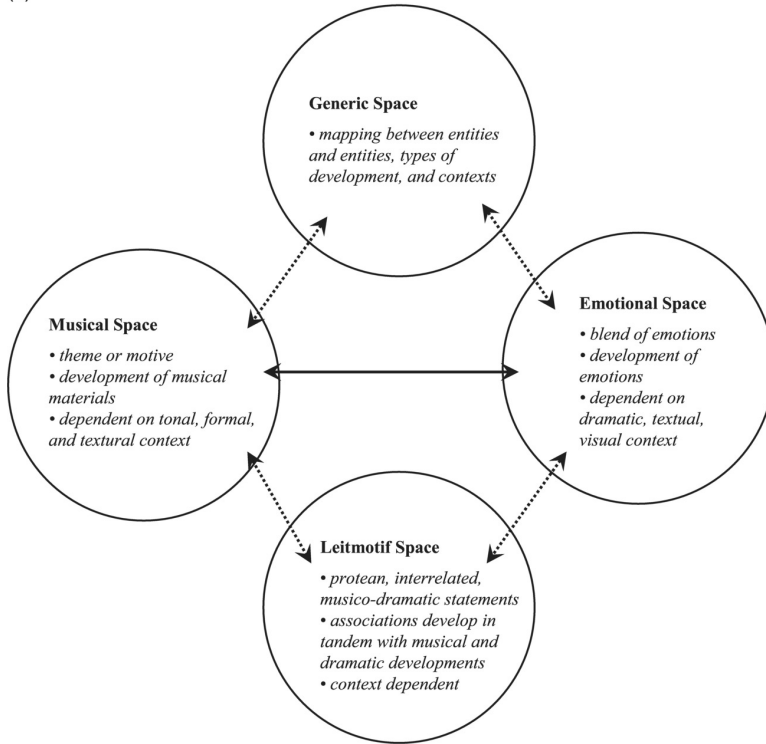 Generic Space
• mapping between entities
and entities, types of
development, and contexts
Musical Space
• theme or motive
• development of musical
materials
• dependent on tonal, formal,
and textural context
Emotional Space
• blend of emotions
• development of
emotions
• dependent on
dramatic, textual,
visual context
Leitmotif Space
• protean, interrelated,
musico-dramatic statements
• associations develop in
tandem with musical and
dramatic developments
• context dependent